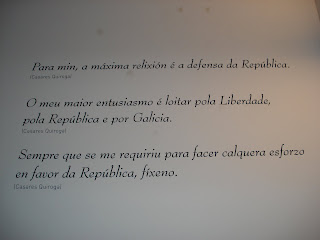 Para min, a máxima relixión é a defensa da República.
(Casares Quiroga)
O meu maior entusiasmo é loitar pola Liberdade,
pola República e por Galicia.
(Casares Quiroga)
Sempre que se me requiriu para facer calquera esforzo
en favor da República, fíxeno.
(Casares Quiroga)